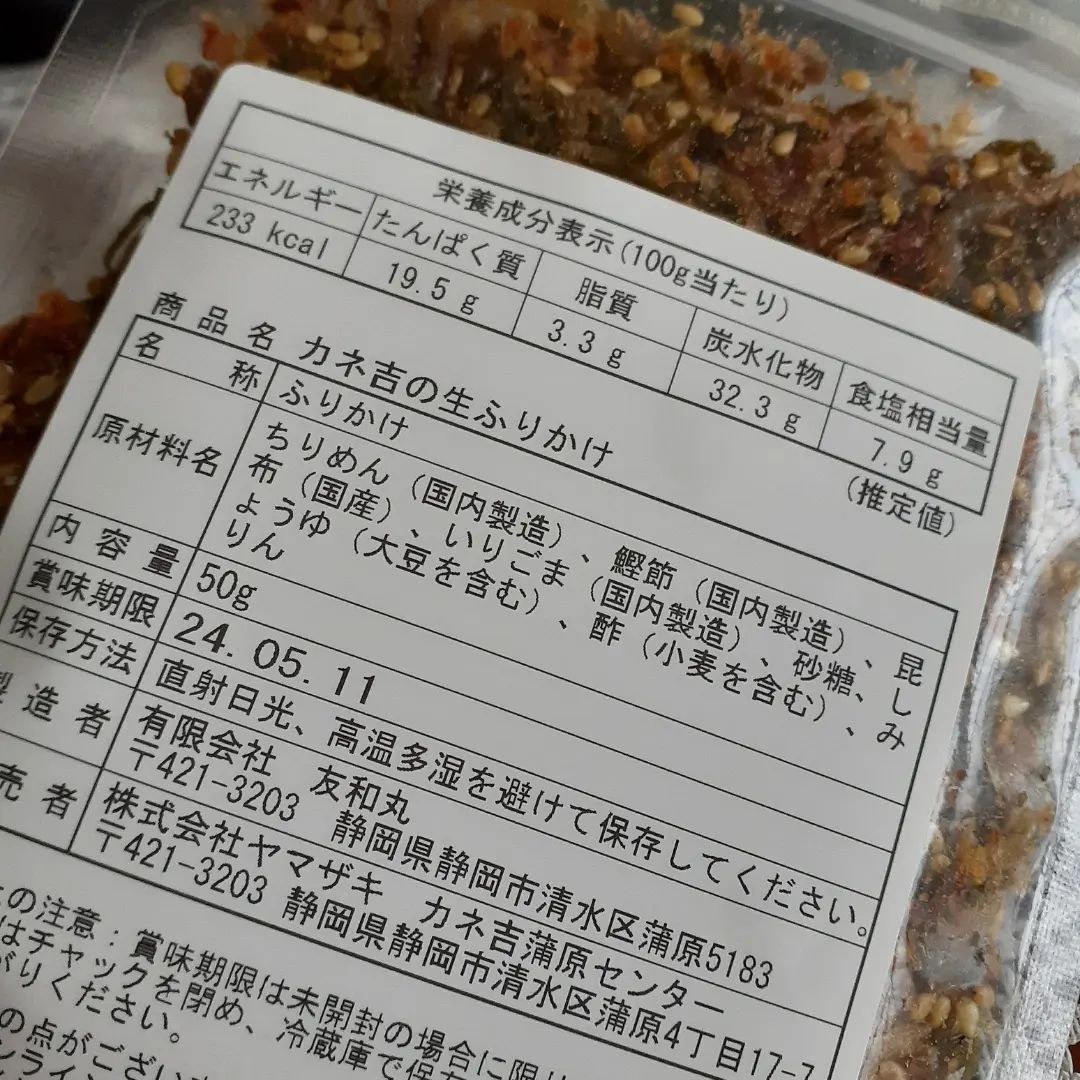 栄養成分表示(100g当たり)
エネルギー たんぱく質 脂質 炭水化物 食塩相当量
233 kcal 19.5 g 3.3 g 32.3 g 7.9 g
(推定値)
商品名 カネ吉の生ふりかけ
名称 ふりかけ
原材料名 ちりめん(国内製造)、鰹節(国内製造)、昆
布(国産)、いりごま(国内製造)、砂糖、し
ょうゆ(大豆を含む)、酢(小麦を含む)、み
りん
内容量 50g
賞味期限 24.05.11
保存方法 直射日光、高温多湿を避けて保存してください。
製造者 有限会社 友和丸
〒421-3203 静岡県静岡市清水区蒲原5183
売者 株式会社ヤマザキ カネ吉蒲原センター
〒421-3203 静岡県静岡市清水区蒲原4丁目17-7
の注意:賞味期限は未開封の場合に限
はチャックを閉め、冷蔵庫で保
がりください。
の点がござい
ンライン